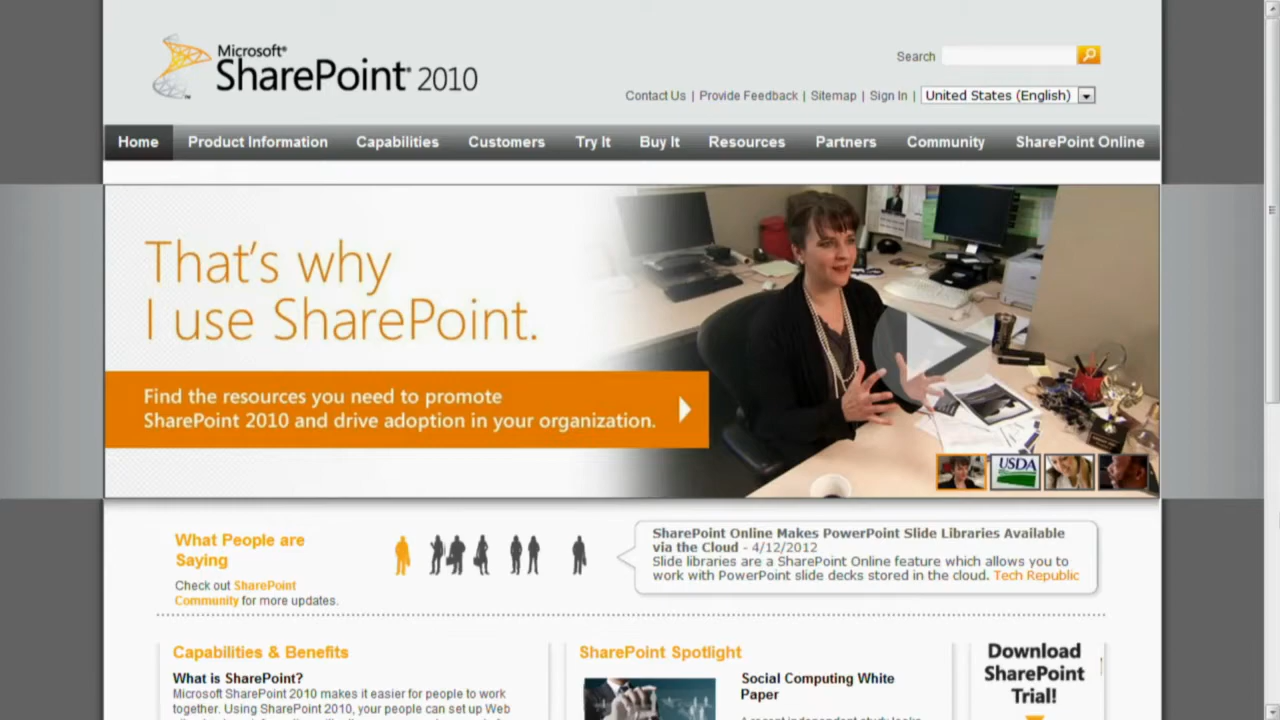 Microsoft®
SharePoint® 2010
Search
Contact Us | Provide Feedback | Sitemap | Sign In | United States (English)
Home Product Information Capabilities Customers Try It Buy It Resources Partners Community SharePoint Online
That's why
I use SharePoint.
Find the resources you need to promote
SharePoint 2010 and drive adoption in your organization.
USDA
What People are
Saying
Check out SharePoint
Community for more updates.
SharePoint Online Makes PowerPoint Slide Libraries Available
via the Cloud - 4/12/2012
Slide libraries are a SharePoint Online feature which allows you to
work with PowerPoint slide decks stored in the cloud. Tech Republic
Capabilities & Benefits
What is SharePoint?
Microsoft SharePoint 2010 makes it easier for people to work
together. Using SharePoint 2010, your people can set up Web
SharePoint Spotlight
Social Computing White
Paper
Download
SharePoint
Trial!